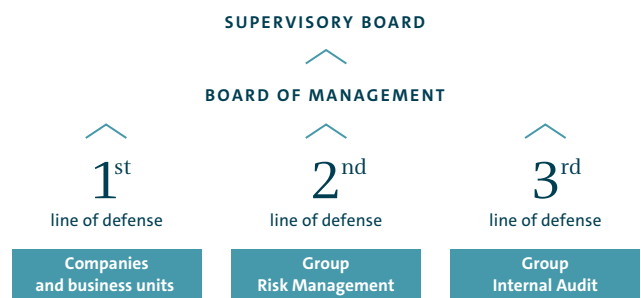 SUPERVISORY BOARD
BOARD OF MANAGEMENT
1st
line of defense
Companies
and business units
2nd
line of defense
Group
Risk Management
3rd
line of defense
Group
Internal Audit